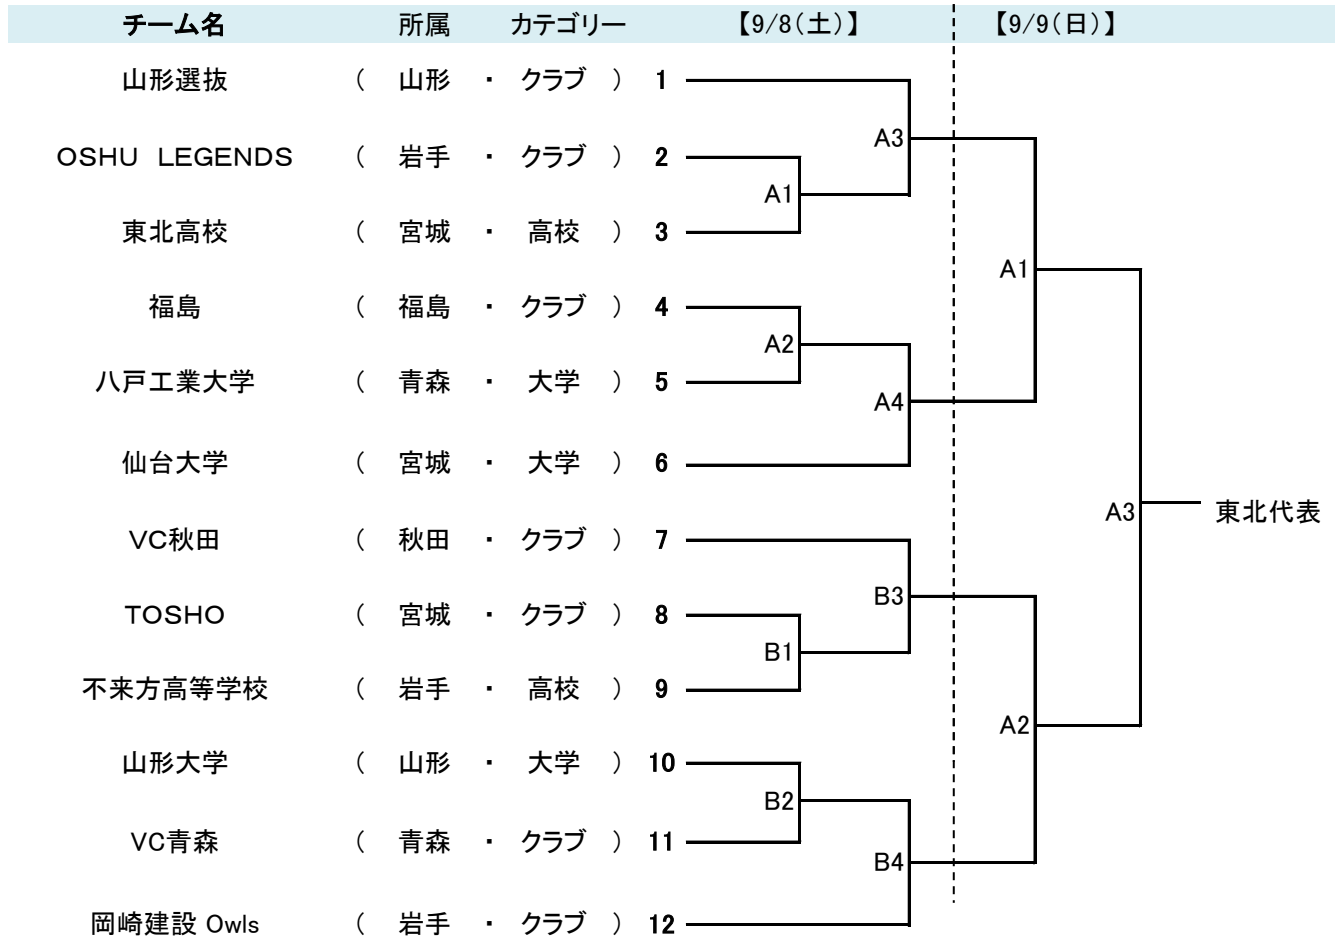 チーム名 所属 カテゴリー 【9/8(土)】 【9/9(日)】
山形選抜 ( 山形 ・ クラブ ) 1
A3
OSHU LEGENDS ( 岩手 ・ クラブ ) 2
A1
東北高校 ( 宮城 ・ 高校 ) 3
A1
福島 ( 福島 ・ クラブ ) 4
A2
八戸工業大学 ( 青森 ・ 大学 ) 5
A4
仙台大学 ( 宮城 ・ 大学 ) 6
A3 東北代表
VC秋田 ( 秋田 ・ クラブ ) 7
B3
TOSHO ( 宮城 ・ クラブ ) 8
B1
不来方高等学校 ( 岩手 ・ 高校 ) 9
A2
山形大学 ( 山形 ・ 大学 ) 10
B2
VC青森 ( 青森 ・ クラブ ) 11
B4
岡崎建設 Owls ( 岩手 ・ クラブ ) 12